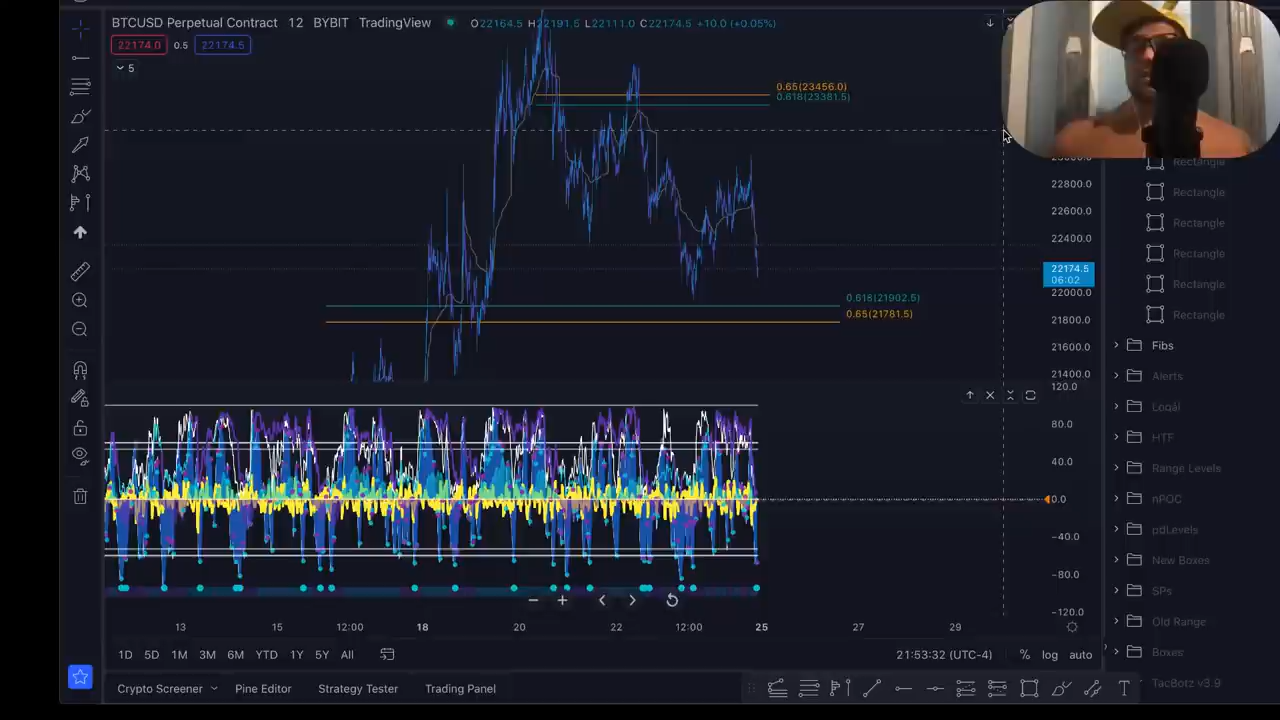 BTCUSD Perpetual Contract 12 BYBIT TradingView O22164.5 H22191.5 L22111.0 C22174.5 +10.0 (+0.05%)
22174.0 0.5 22174.5
5
0.65(23456.0)
0.618(23381.5)
22800.0
22600.0
22400.0
22174.5
06:02
22000.0
0.618(21902.5)
0.65(21781.5)
21800.0
21600.0
21400.0
120.0
80.0
40.0
0.0
−40.0
−80.0
−120.0
13 15 12:00 18 20 22 12:00 25 27 29
1D 5D 1M 3M 6M YTD 1Y 5Y All 21:53:32 (UTC-4) % log auto
Crypto Screener Pine Editor Strategy Tester Trading Panel
Rectangle
Rectangle
Rectangle
Rectangle
Rectangle
Rectangle
Fibs
Alerts
Loqál
HTF
Range Levels
nPOC
pdLevels
New Boxes
SPs
Old Range
Boxes
TacBotz v3.9